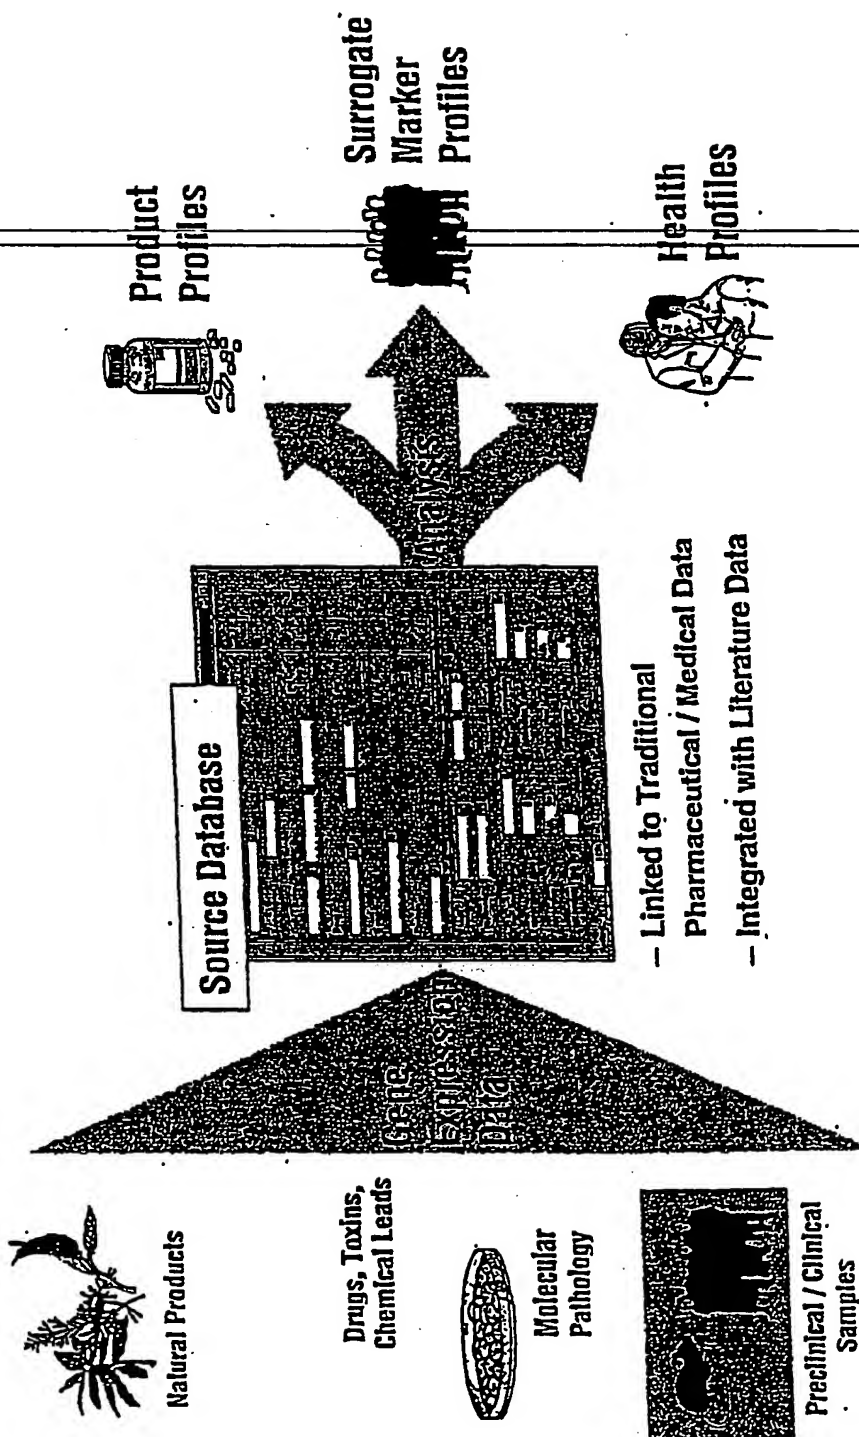 Natural Products
Drugs, Toxins,
Chemical Leads
Molecular
Pathology
Preclinical / Clinical
Samples
Gene
Expression
Data
Source Database
– Linked to Traditional
Pharmaceutical / Medical Data
– Integrated with Literature Data
Analysis
Product
Profiles
Surrogate
Marker
Profiles
Health
Profiles